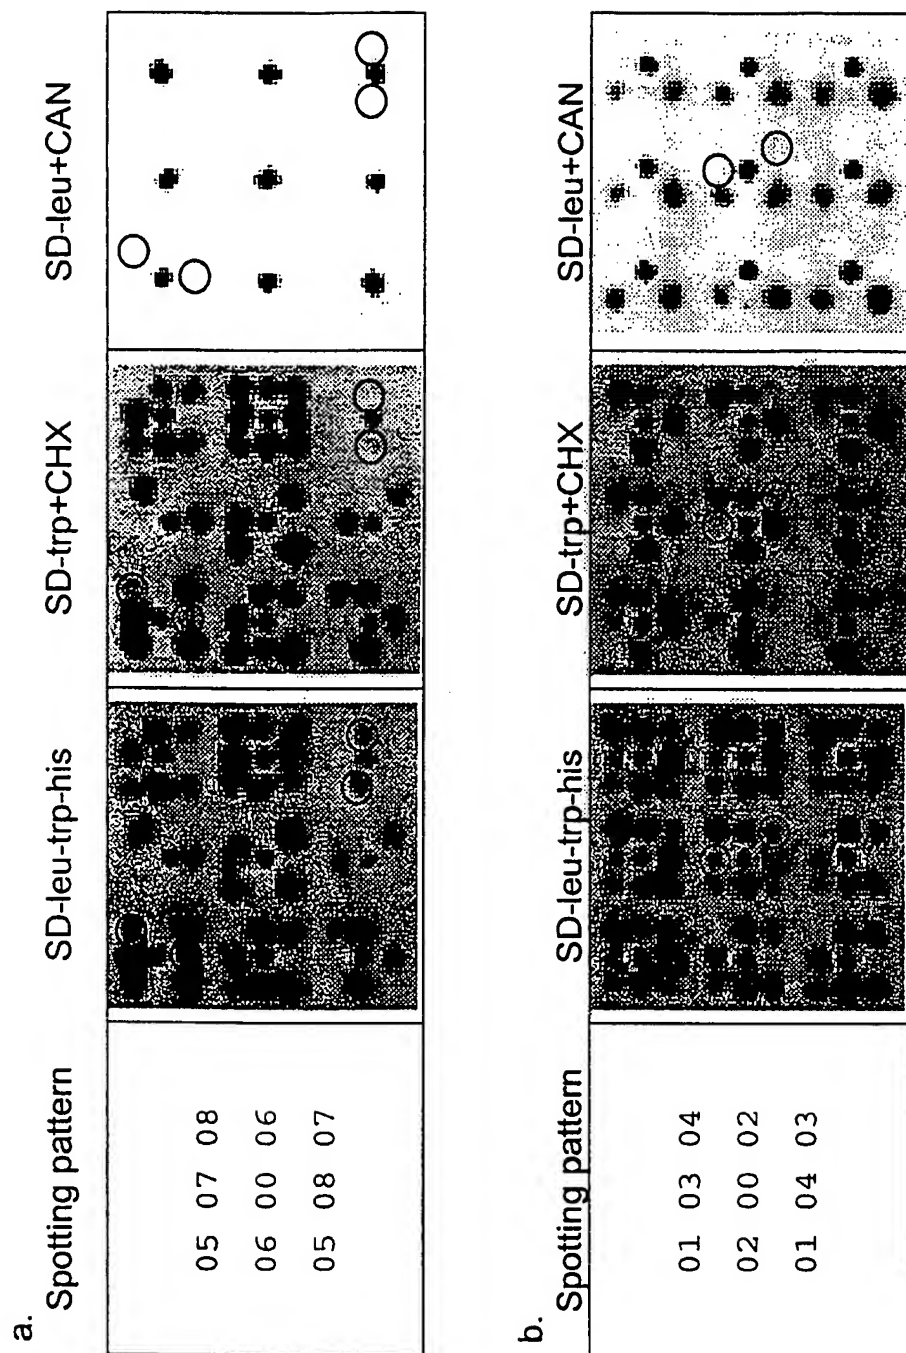 a.
Spotting pattern SD-leu-trp-his SD-trp+CHX SD-leu+CAN
05 07 08
06 00 06
05 08 07
b.
Spotting pattern SD-leu-trp-his SD-trp+CHX SD-leu+CAN
01 03 04
02 00 02
01 04 03